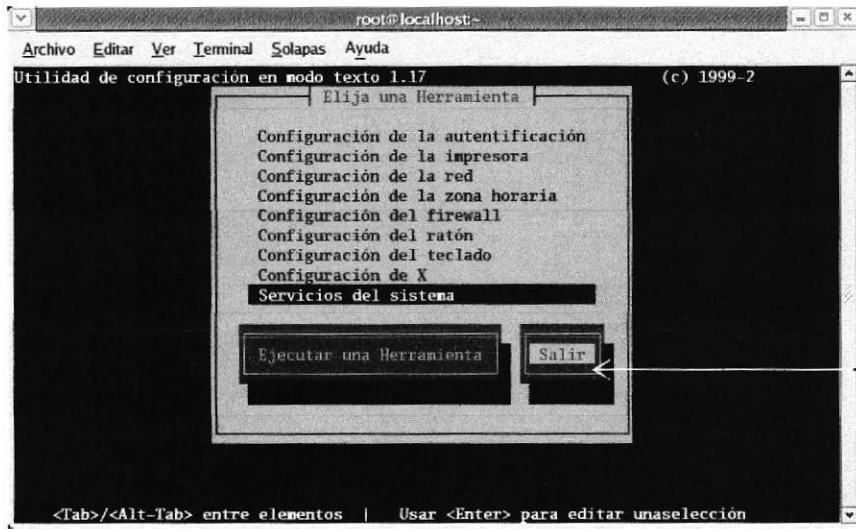 root@localhost:~
Archivo Editar Ver Terminal Solapas Ayuda
Utilidad de configuración en modo texto 1.17 (c) 1999-2
Elija una Herramienta
Configuración de la autentificación
Configuración de la impresora
Configuración de la red
Configuración de la zona horaria
Configuración del firewall
Configuración del ratón
Configuración del teclado
Configuración de X
Servicios del sistema
Ejecutar una Herramienta Salir
<Tab>/<Alt-Tab> entre elementos | Usar <Enter> para editar unaselección